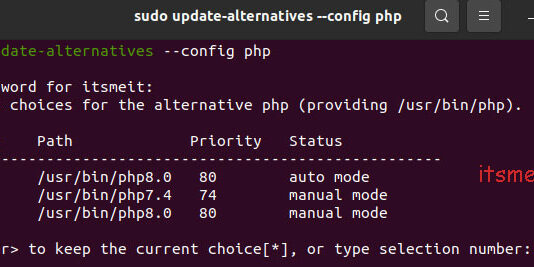 sudo update-alternatives --config php
date-alternatives --config php
word for itsmeit:
choices for the alternative php (providing /usr/bin/php).
Path Priority Status
------------------------------------------------------
/usr/bin/php8.0 80 auto mode
/usr/bin/php7.4 74 manual mode
/usr/bin/php8.0 80 manual mode
itsme
r> to keep the current choice[*], or type selection number: